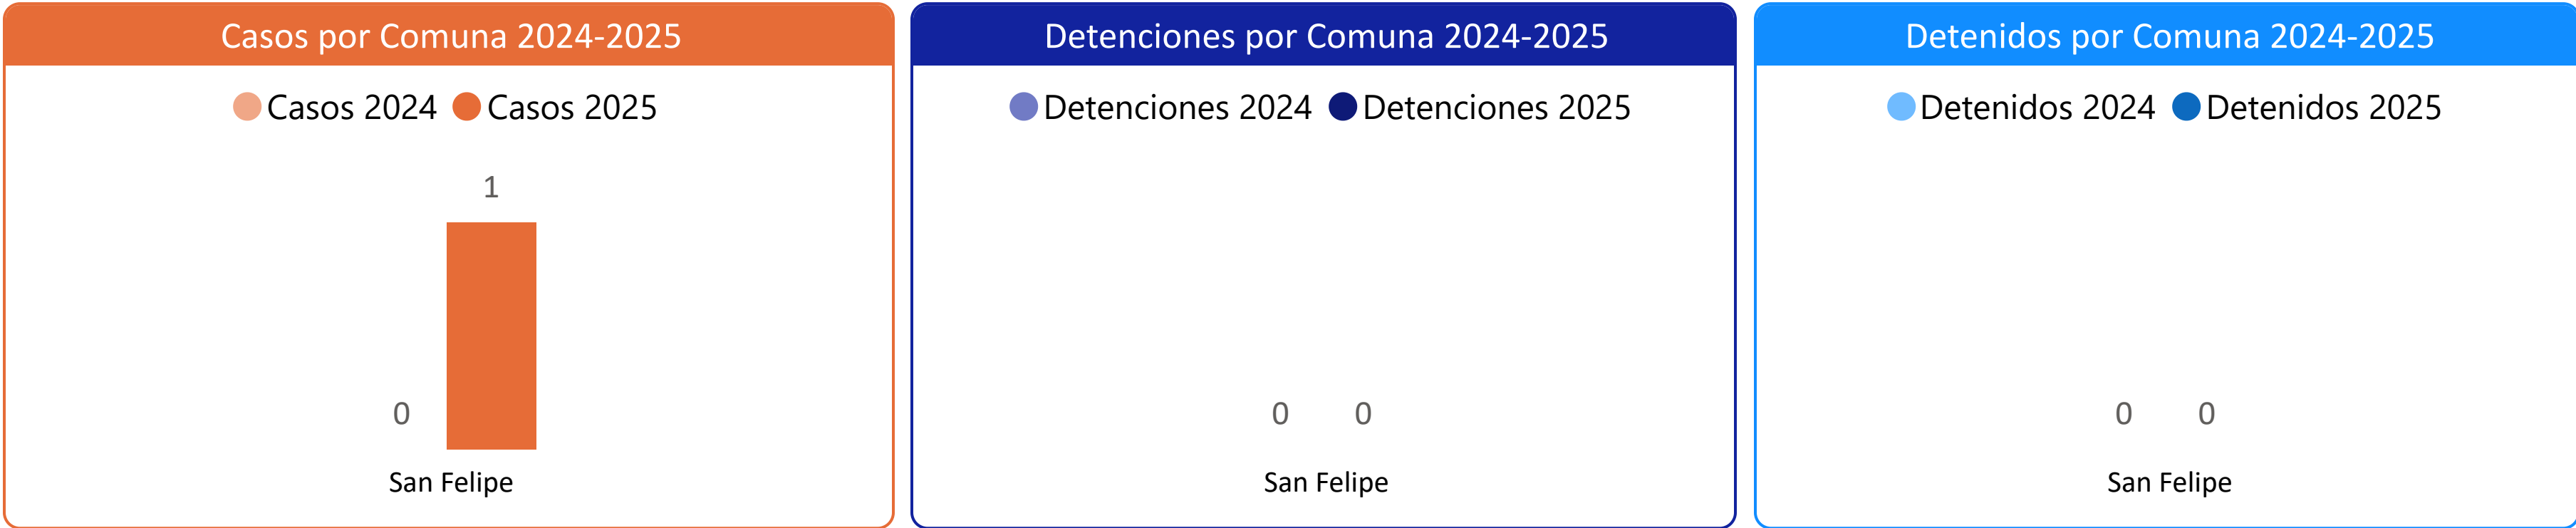 Casos por Comuna 2024-2025
Casos 2024 Casos 2025
1
0
San Felipe
Detenciones por Comuna 2024-2025
Detenciones 2024 Detenciones 2025
0 0
San Felipe
Detenidos por Comuna 2024-2025
Detenidos 2024 Detenidos 2025
0 0
San Felipe